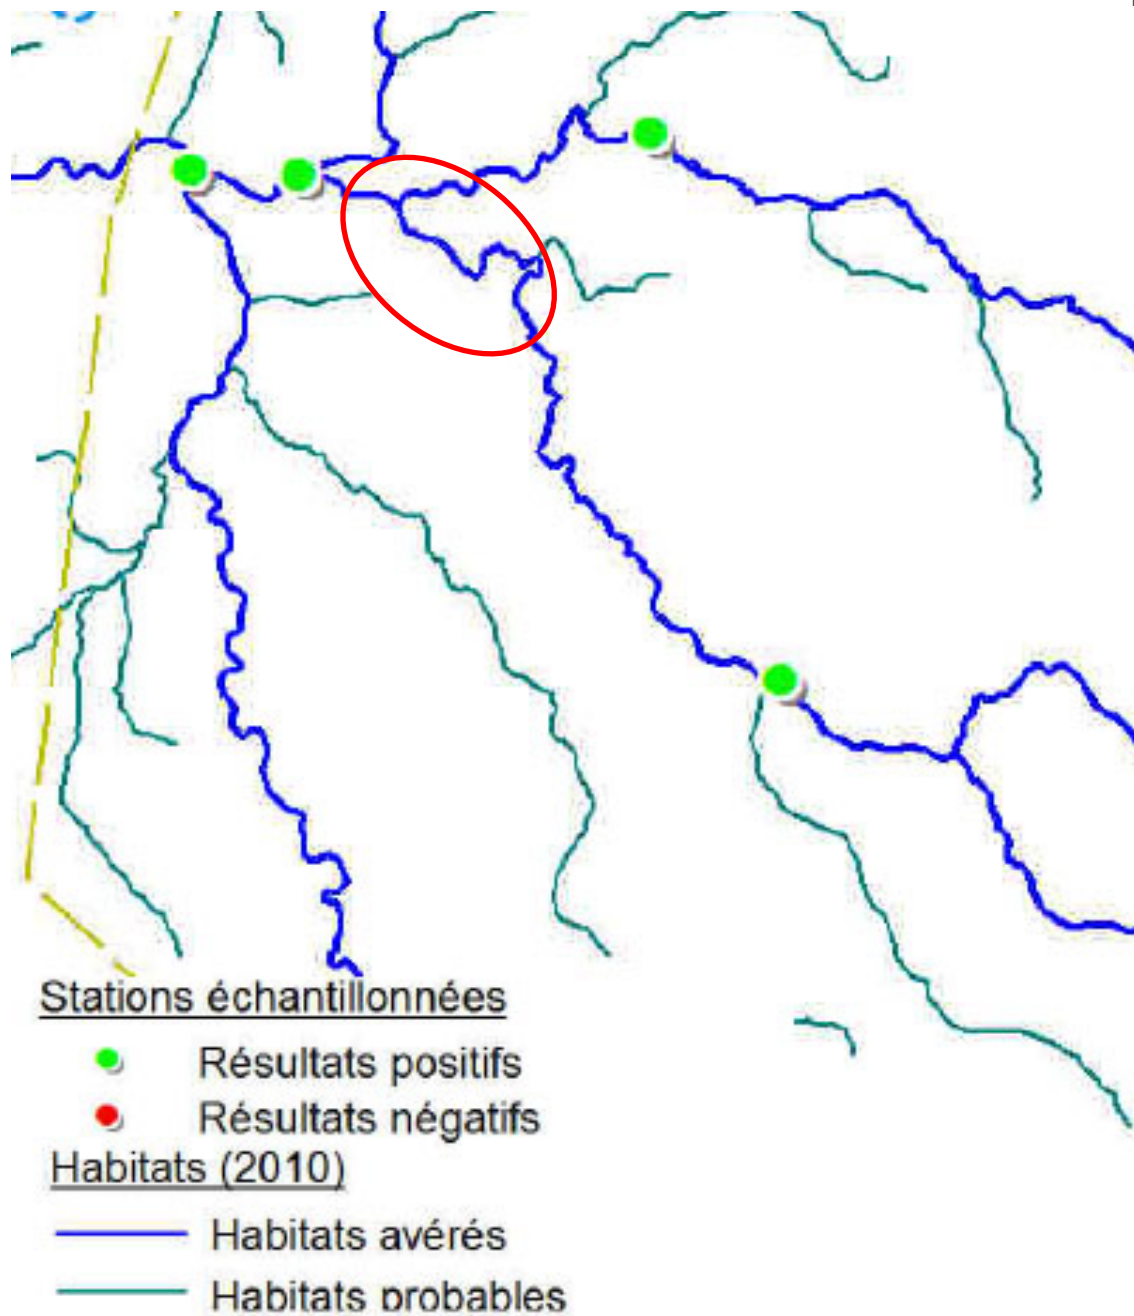 Stations échantillonnées
Résultats positifs
Résultats négatifs
Habitats (2010)
Habitats avérés
Habitats probables